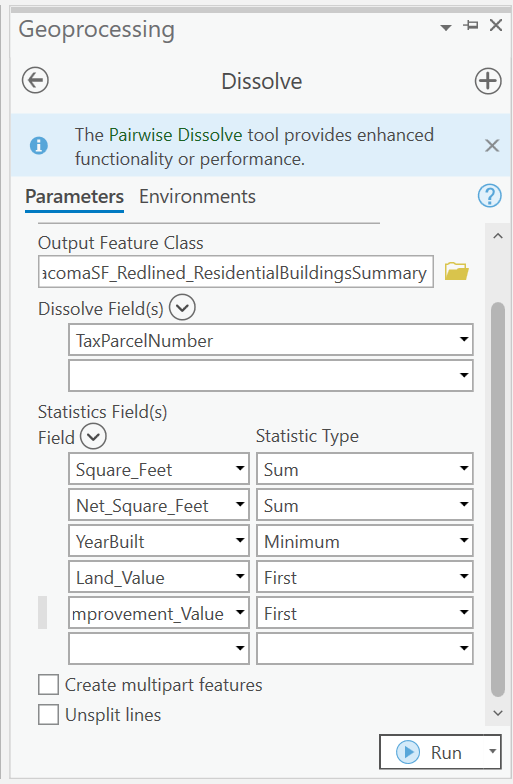 Geoprocessing
Dissolve
The Pairwise Dissolve tool provides enhanced
functionality or performance.
Parameters Environments
Output Feature Class
acomaSF_Redlined_ResidentialBuildingsSummary
Dissolve Field(s)
TaxParcelNumber
Statistics Field(s)
Field Statistic Type
Square_Feet Sum
Net_Square_Feet Sum
YearBuilt Minimum
Land_Value First
mprovement_Value First
Create multipart features
Unsplit lines
Run